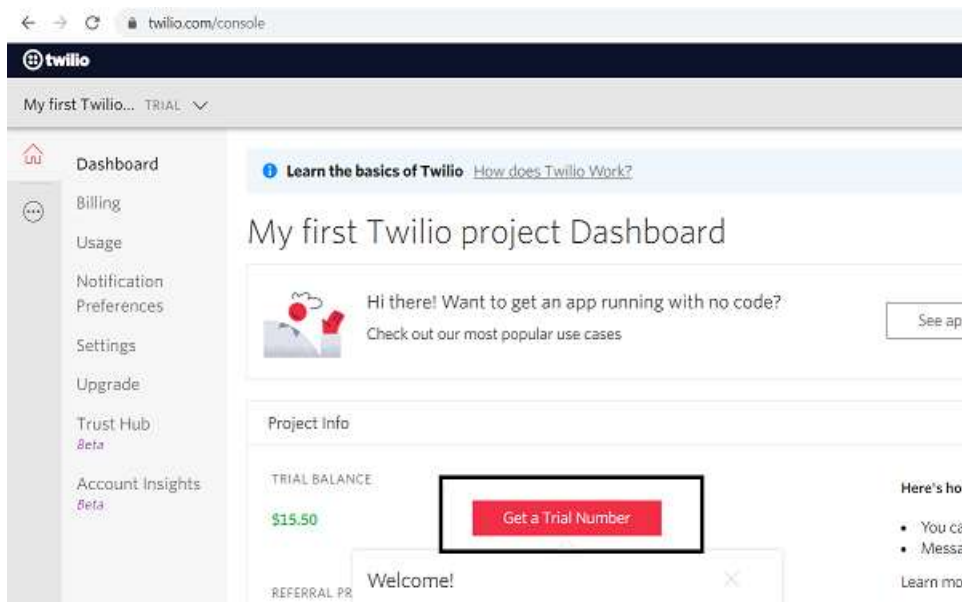 twilio.com/console
twilio
My first Twilio... TRIAL
Dashboard
Billing
Usage
Notification
Preferences
Settings
Upgrade
Trust Hub
Beta
Account Insights
Beta
Learn the basics of Twilio How does Twilio Work?
My first Twilio project Dashboard
Hi there! Want to get an app running with no code?
Check out our most popular use cases
See ap
Project Info
TRIAL BALANCE
$15.50
Get a Trial Number
Welcome!
REFERRAL PR
Here's ho
• You ca
• Messa
Learn mo